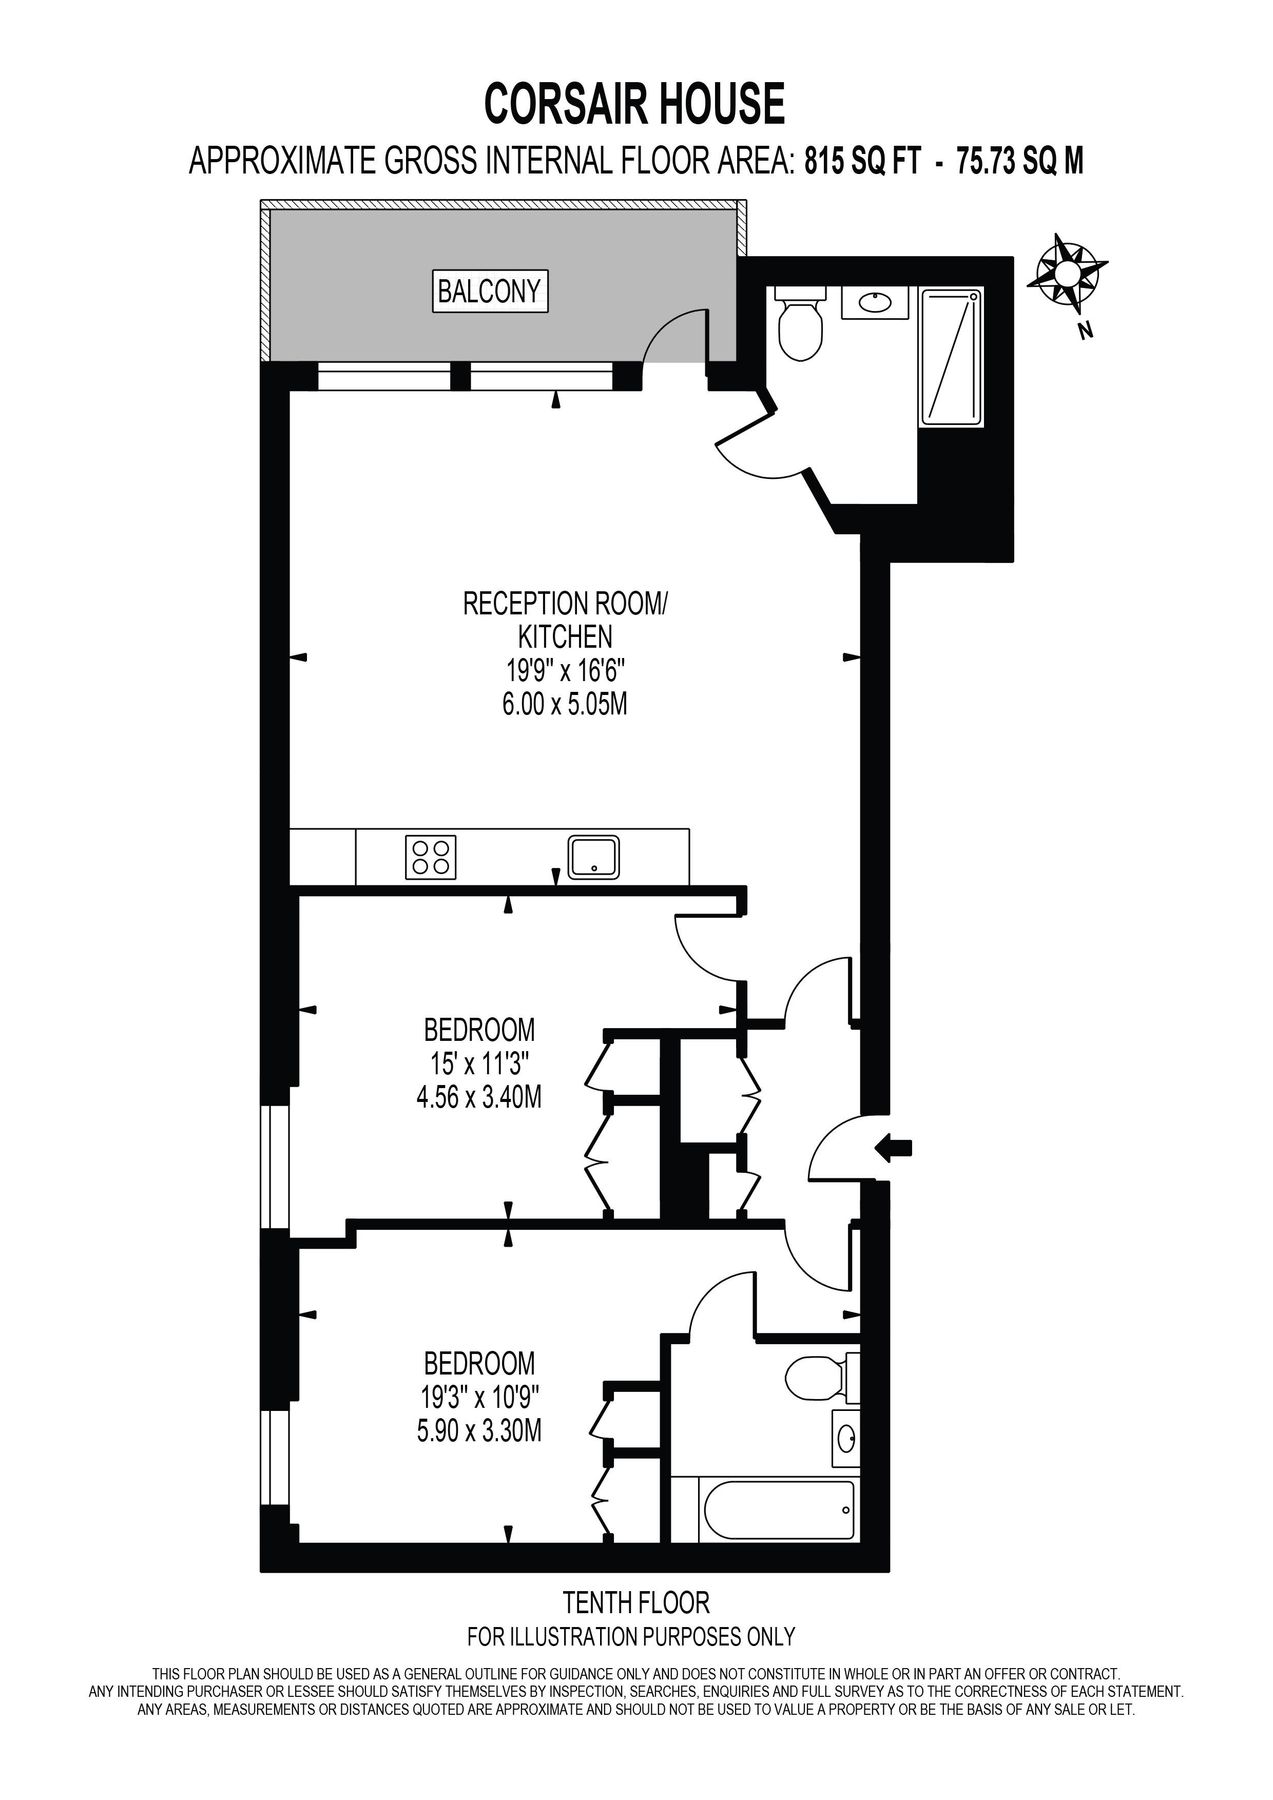 CORSAIR HOUSE
APPROXIMATE GROSS INTERNAL FLOOR AREA: 815 SQ FT - 75.73 SQ M
BALCONY
N
RECEPTION ROOM/
KITCHEN
19'9" x 16'6"
6.00 x 5.05M
BEDROOM
15' x 11'3"
4.56 x 3.40M
BEDROOM
19'3" x 10'9"
5.90 x 3.30M
TENTH FLOOR
FOR ILLUSTRATION PURPOSES ONLY
THIS FLOOR PLAN SHOULD BE USED AS A GENERAL OUTLINE FOR GUIDANCE ONLY AND DOES NOT CONSTITUTE IN WHOLE OR IN PART AN OFFER OR CONTRACT.
ANY INTENDING PURCHASER OR LESSEE SHOULD SATISFY THEMSELVES BY INSPECTION, SEARCHES, ENQUIRIES AND FULL SURVEY AS TO THE CORRECTNESS OF EACH STATEMENT.
ANY AREAS, MEASUREMENTS OR DISTANCES QUOTED ARE APPROXIMATE AND SHOULD NOT BE USED TO VALUE A PROPERTY OR BE THE BASIS OF ANY SALE OR LET.